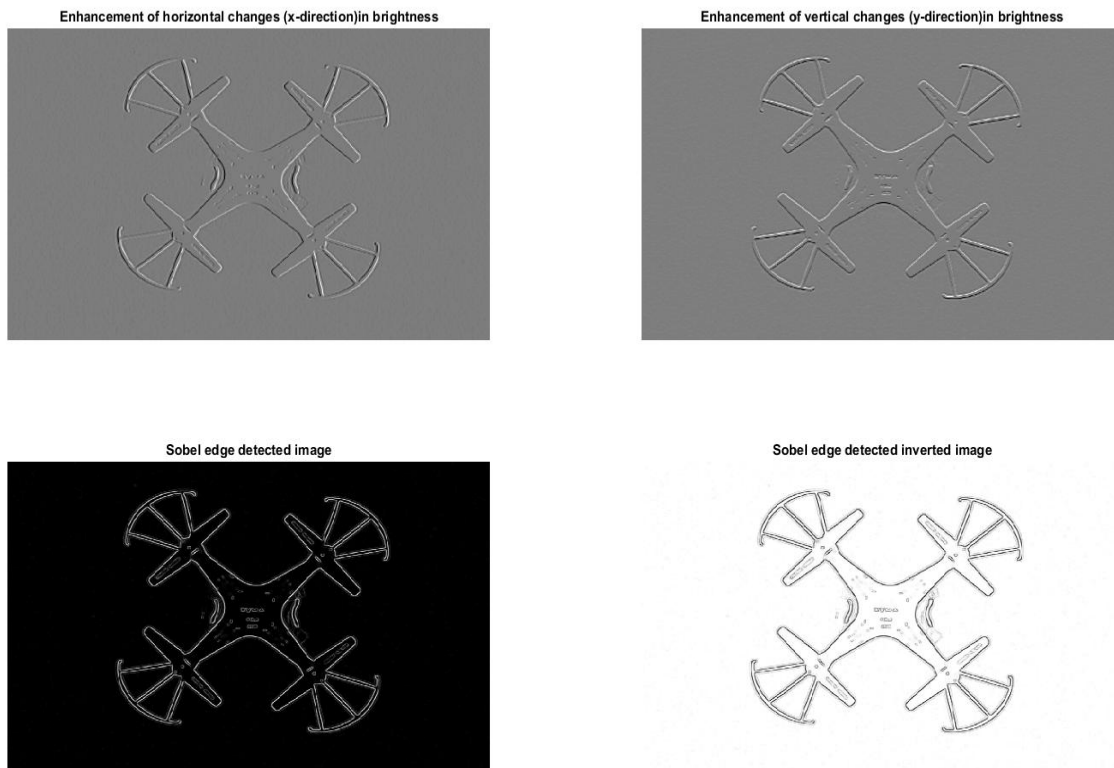 Enhancement of horizontal changes (x-direction)in brightness
Enhancement of vertical changes (y-direction)in brightness
Sobel edge detected image
Sobel edge detected inverted image